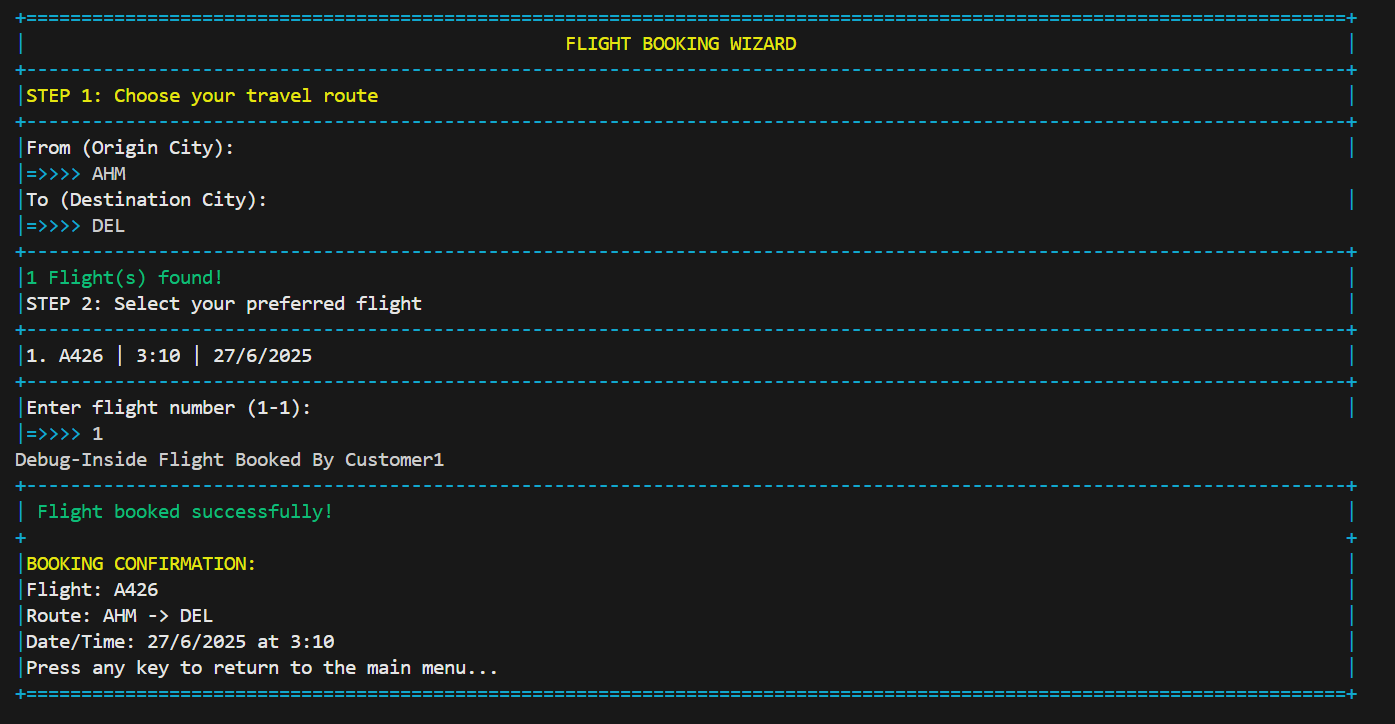 FLIGHT BOOKING WIZARD
STEP 1: Choose your travel route
From (Origin City):
=>>>> AHM
To (Destination City):
=>>>> DEL
1 Flight(s) found!
STEP 2: Select your preferred flight
1. A426 | 3:10 | 27/6/2025
Enter flight number (1-1):
=>>>> 1
Debug-Inside Flight Booked By Customer1
Flight booked successfully!
BOOKING CONFIRMATION:
Flight: A426
Route: AHM -> DEL
Date/Time: 27/6/2025 at 3:10
Press any key to return to the main menu...